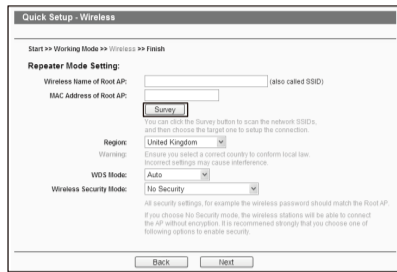 Quick Setup - Wireless
Start >> Working Mode >> Wireless >> Finish
Repeater Mode Setting:
Wireless Name of Root AP: (also called SSID)
MAC Address of Root AP:
Survey
You can click the Survey button to scan the network SSIDs,
and then choose the target one to setup the connection.
Region: United Kingdom
Warning: Ensure you select a correct country to conform local law.
Incorrect settings may cause interference.
WDS Mode: Auto
Wireless Security Mode: No Security
All security settings, for example the wireless password should match the Root AP.
If you choose No Security mode, the wireless stations will be able to connect
the AP without encryption. It is recommended strongly that you choose one of
following options to enable security.
Back Next